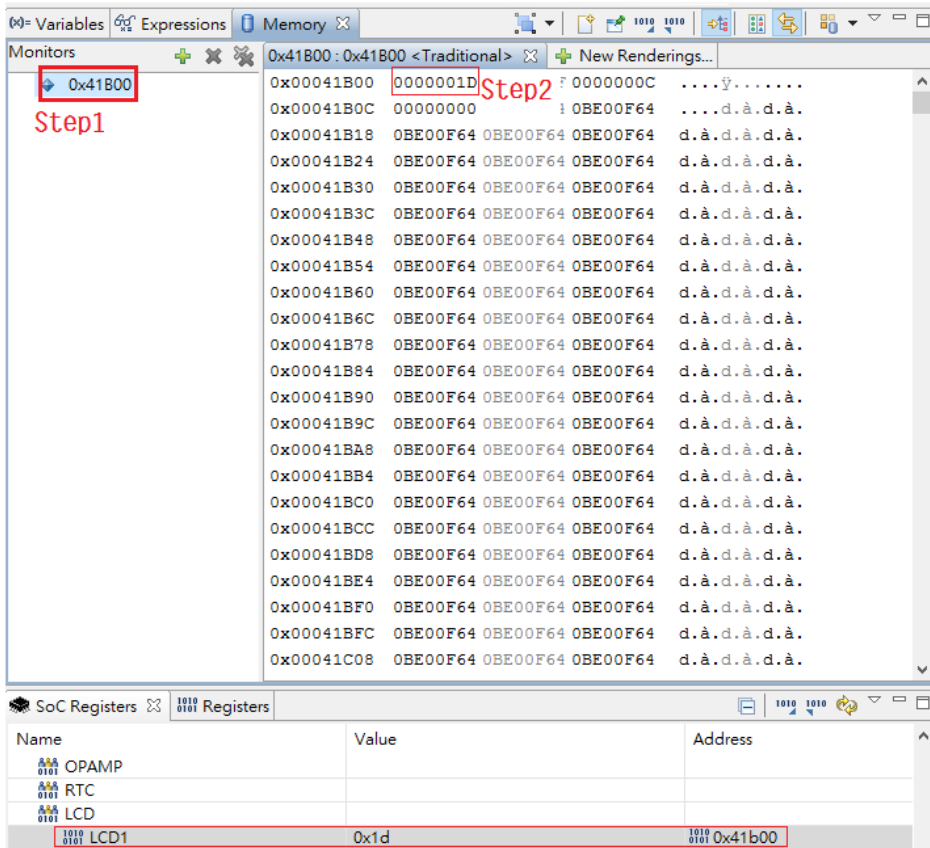 (x)= Variables Expressions Memory
Monitors 0x41B00 : 0x41B00 <Traditional> New Renderings...
0x41B00
Step1
0x00041B00 0000001D Step2 F 0000000C ....ÿ.......
0x00041B0C 00000000 0BE00F64 ....d.à.d.à.
0x00041B18 0BE00F64 0BE00F64 0BE00F64 d.à.d.à.d.à.
0x00041B24 0BE00F64 0BE00F64 0BE00F64 d.à.d.à.d.à.
0x00041B30 0BE00F64 0BE00F64 0BE00F64 d.à.d.à.d.à.
0x00041B3C 0BE00F64 0BE00F64 0BE00F64 d.à.d.à.d.à.
0x00041B48 0BE00F64 0BE00F64 0BE00F64 d.à.d.à.d.à.
0x00041B54 0BE00F64 0BE00F64 0BE00F64 d.à.d.à.d.à.
0x00041B60 0BE00F64 0BE00F64 0BE00F64 d.à.d.à.d.à.
0x00041B6C 0BE00F64 0BE00F64 0BE00F64 d.à.d.à.d.à.
0x00041B78 0BE00F64 0BE00F64 0BE00F64 d.à.d.à.d.à.
0x00041B84 0BE00F64 0BE00F64 0BE00F64 d.à.d.à.d.à.
0x00041B90 0BE00F64 0BE00F64 0BE00F64 d.à.d.à.d.à.
0x00041B9C 0BE00F64 0BE00F64 0BE00F64 d.à.d.à.d.à.
0x00041BA8 0BE00F64 0BE00F64 0BE00F64 d.à.d.à.d.à.
0x00041BB4 0BE00F64 0BE00F64 0BE00F64 d.à.d.à.d.à.
0x00041BC0 0BE00F64 0BE00F64 0BE00F64 d.à.d.à.d.à.
0x00041BCC 0BE00F64 0BE00F64 0BE00F64 d.à.d.à.d.à.
0x00041BD8 0BE00F64 0BE00F64 0BE00F64 d.à.d.à.d.à.
0x00041BE4 0BE00F64 0BE00F64 0BE00F64 d.à.d.à.d.à.
0x00041BF0 0BE00F64 0BE00F64 0BE00F64 d.à.d.à.d.à.
0x00041BFC 0BE00F64 0BE00F64 0BE00F64 d.à.d.à.d.à.
0x00041C08 0BE00F64 0BE00F64 0BE00F64 d.à.d.à.d.à.
SoC Registers Registers
Name Value Address
OPAMP
RTC
LCD
LCD1 0x1d 0x41b00